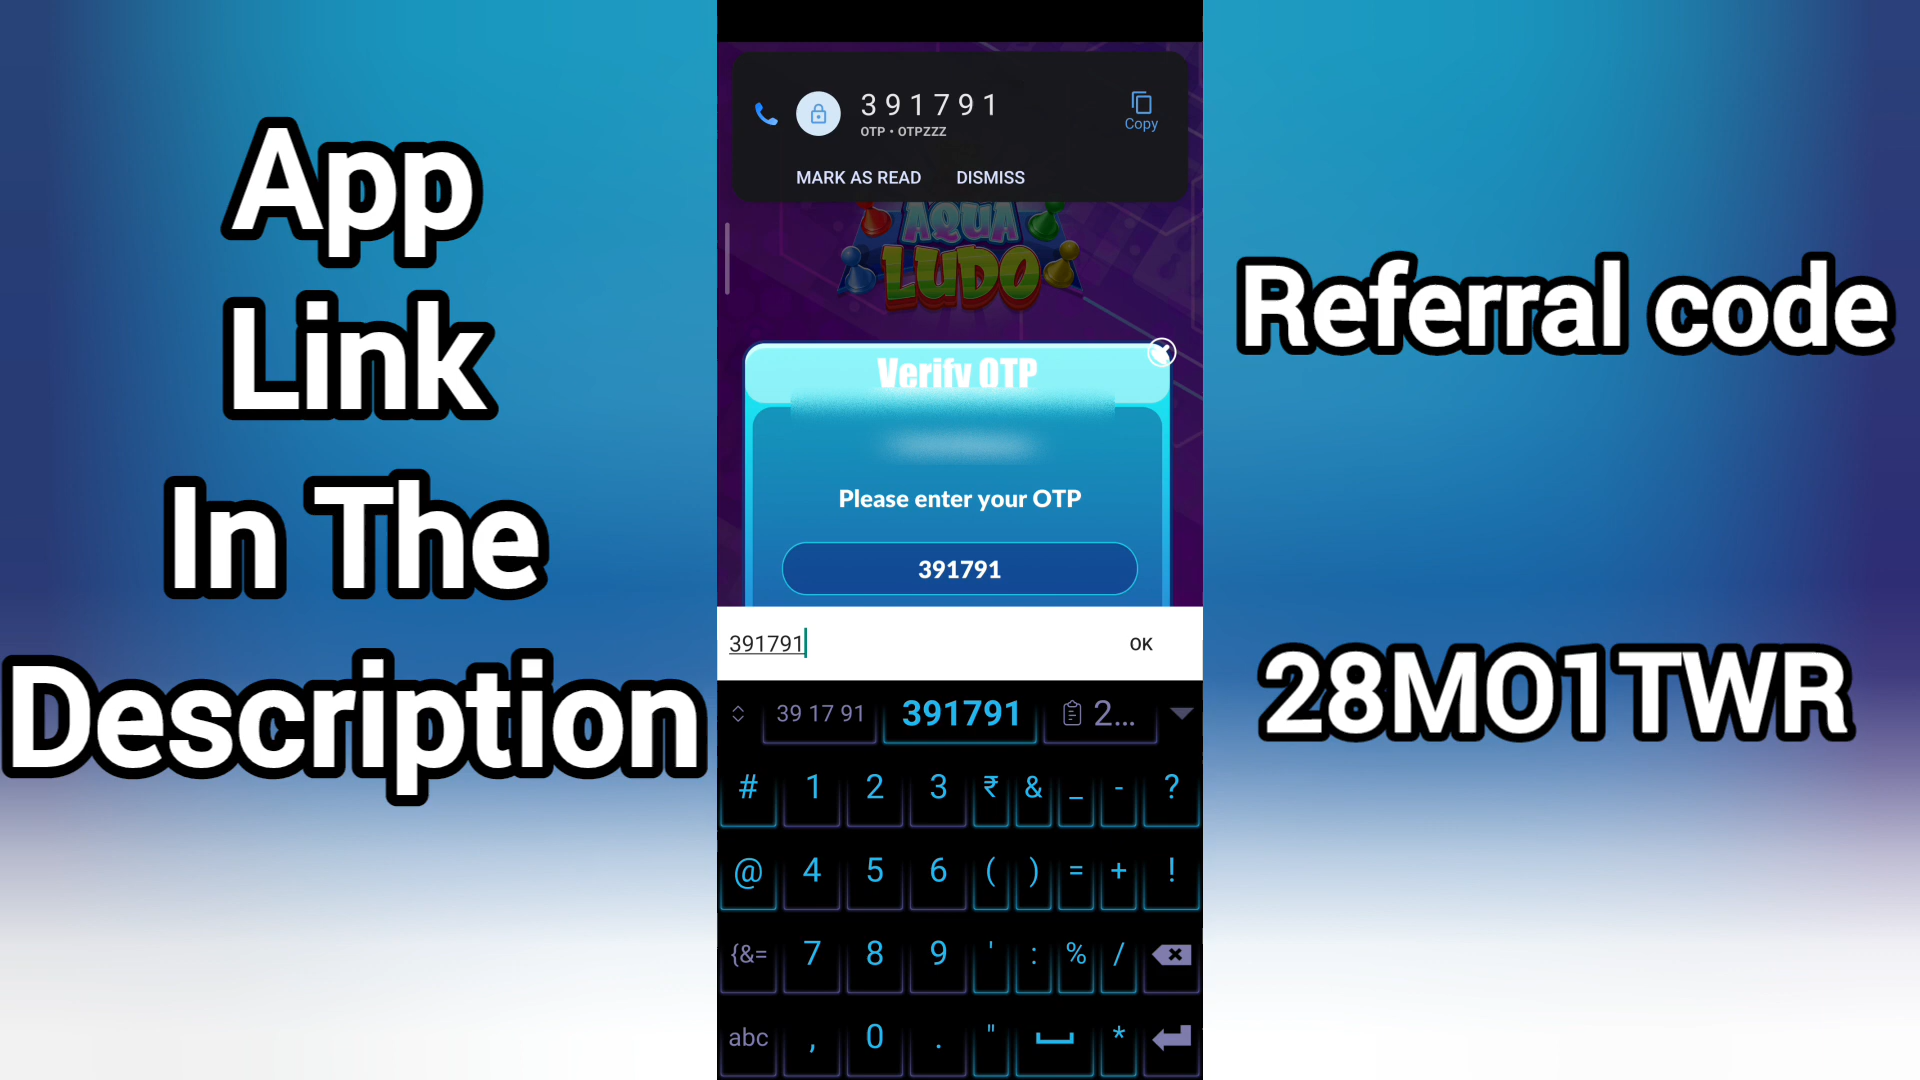 App
Link
In The
Description
391791
OTP • OTPZZZ
Copy
MARK AS READ DISMISS
AQUA
LUDO
Verify OTP
Please enter your OTP
391791
391791 OK
39 17 91 391791 2...
# 1 2 3 ₹ & _ - ?
@ 4 5 6 ( ) = + !
{&= 7 8 9 ' : % /
abc , 0 . " *
Referral code
28MO1TWR